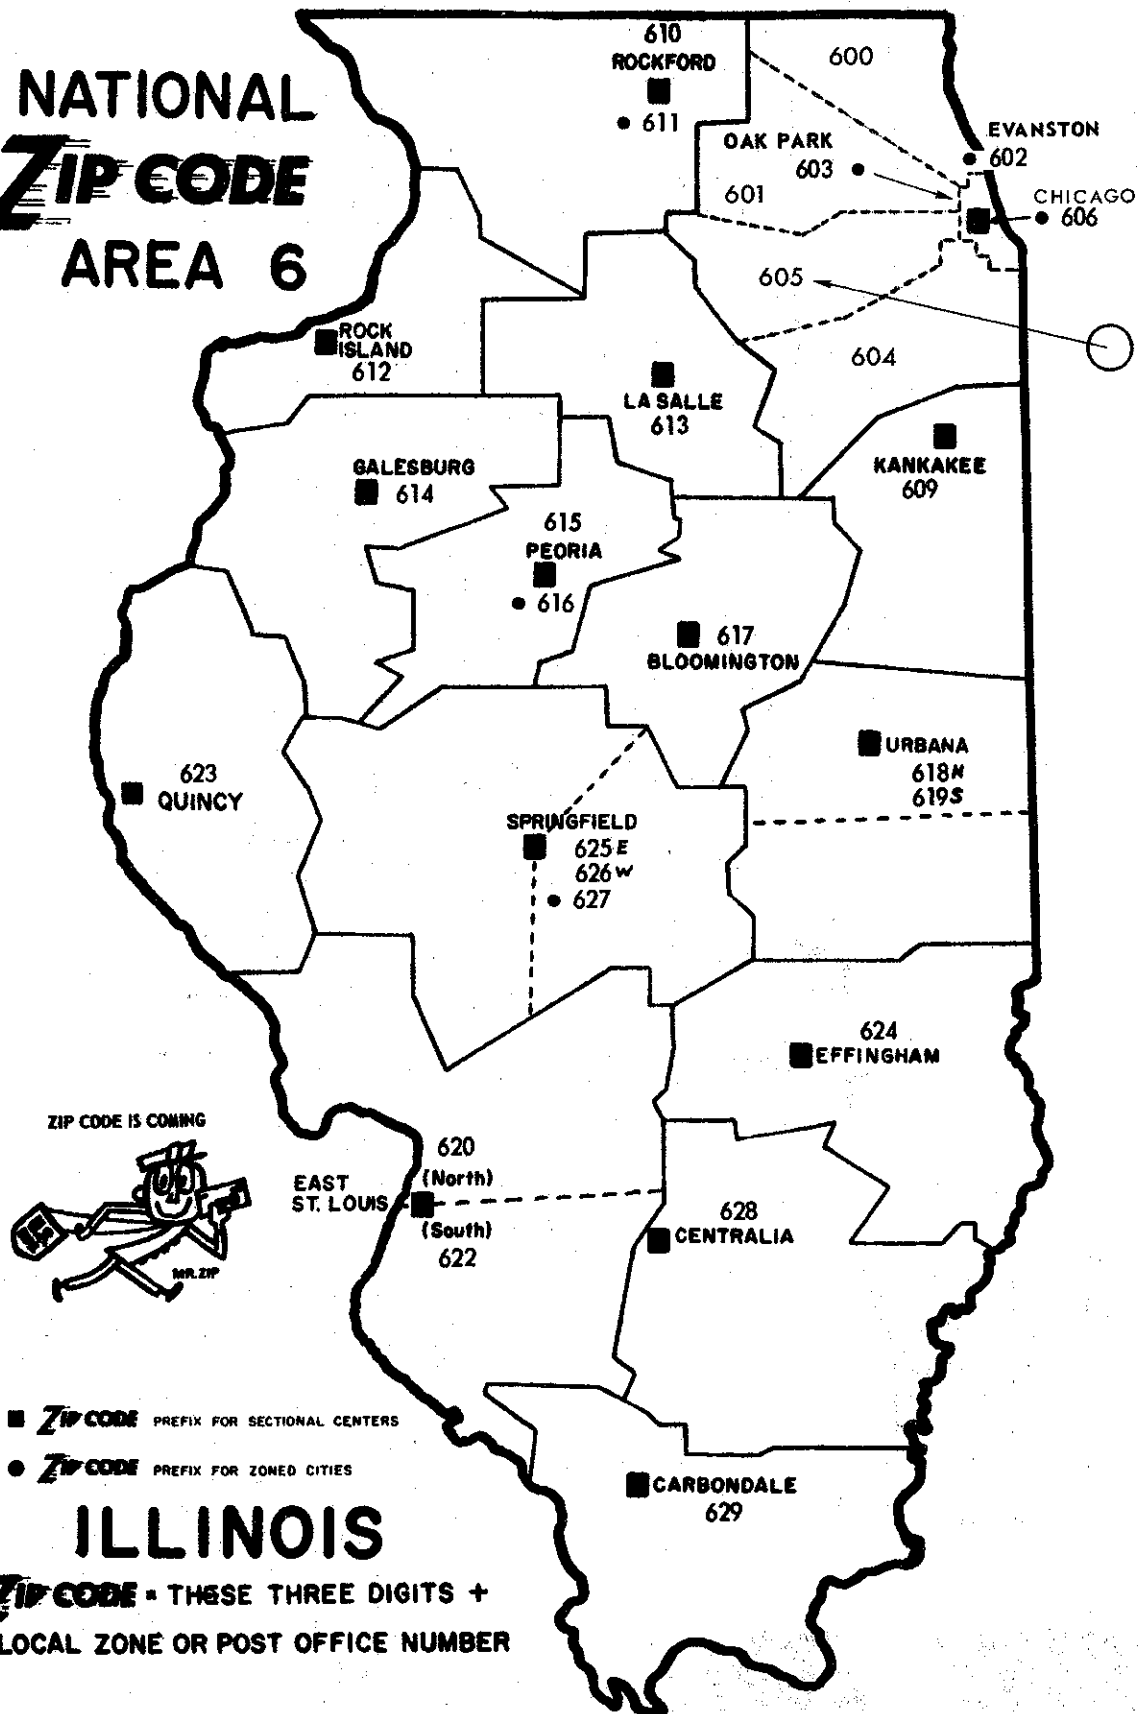 NATIONAL
ZIP CODE
AREA 6
610
ROCKFORD
611
600
OAK PARK
603
EVANSTON
602
601
CHICAGO
606
605
604
ROCK
ISLAND
612
LA SALLE
613
KANKAKEE
609
GALESBURG
614
615
PEORIA
616
617
BLOOMINGTON
URBANA
618N
619S
623
QUINCY
SPRINGFIELD
625 E
626 W
627
624
EFFINGHAM
ZIP CODE IS COMING
MR. ZIP
620
(North)
EAST
ST. LOUIS
(South)
622
628
CENTRALIA
ZIP CODE PREFIX FOR SECTIONAL CENTERS
ZIP CODE PREFIX FOR ZONED CITIES
CARBONDALE
629
ILLINOIS
ZIP CODE = THESE THREE DIGITS +
LOCAL ZONE OR POST OFFICE NUMBER